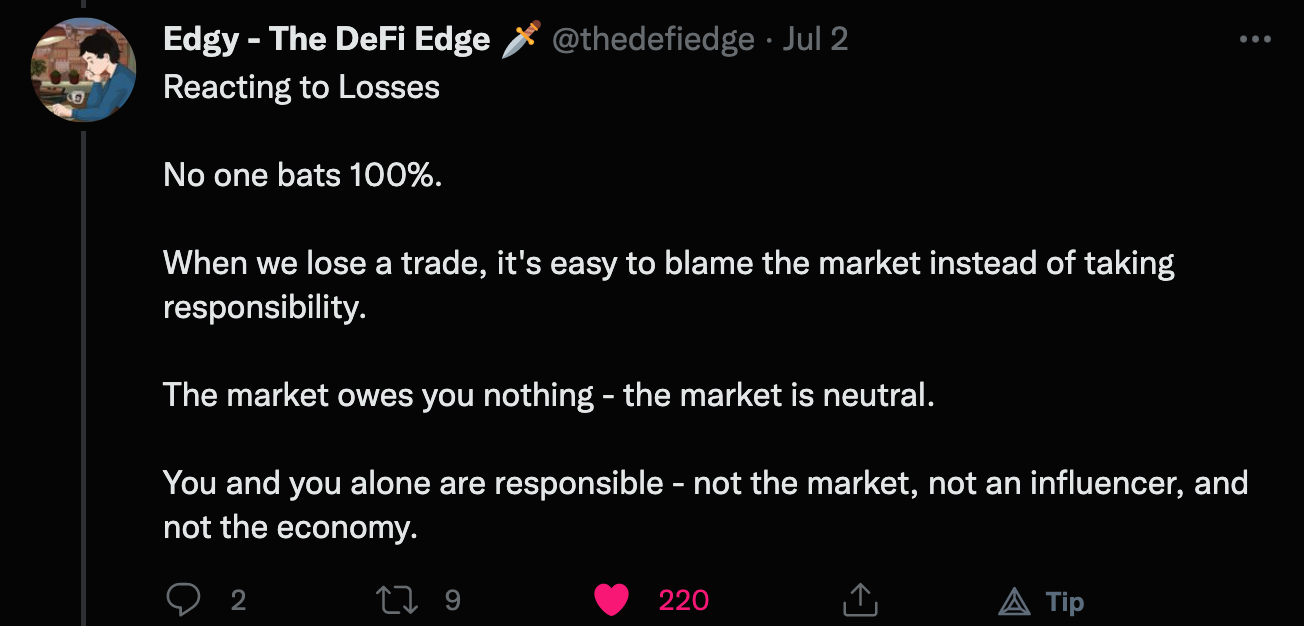 Edgy - The DeFi Edge 🗡️ @thedefiedge · Jul 2
Reacting to Losses
No one bats 100%.
When we lose a trade, it's easy to blame the market instead of taking
responsibility.
The market owes you nothing - the market is neutral.
You and you alone are responsible - not the market, not an influencer, and
not the economy.
2 9 220 Tip